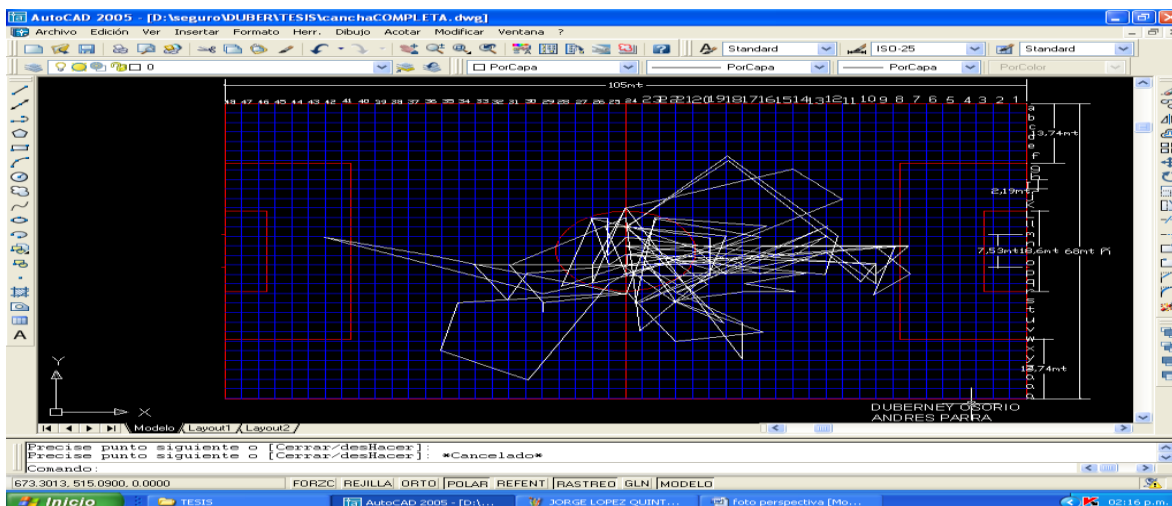 AutoCAD 2005 - [D:\seguro\DUBER\TESIS\canchaCOMPLETA.dwg]
Archivo Edición Ver Insertar Formato Herr. Dibujo Acotar Modificar Ventana ?
Standard ISO-25 Standard
0 PorCapa PorCapa PorCapa PorColor
105mt
48 47 46 45 44 43 42 41 40 39 38 37 36 35 34 33 32 31 30 29 28 27 26 25 24 23 22 21 20 19 18 17 16 15 14 13 12 11 10 9 8 7 6 5 4 3 2 1
a
b
c
d
e
f
13,74mt
2,19mt
7,53mt 18,6mt 68mt
s
t
u
v
w
x
y
z
a
a
13,74mt
Y
X
DUBERNEY OSORIO
ANDRES PARRA
Modelo Layout1 Layout2
Precise punto siguiente o [Cerrar/desHacer]:
Precise punto siguiente o [Cerrar/desHacer]: *Cancelado*
Comando:
673.3013, 515.0900, 0.0000 FORZC REJILLA ORTO POLAR REFENT RASTREO GLN MODELO
Inicio TESIS AutoCAD 2005 - [D:\... JORGE LOPEZ QUINT... foto perspectiva [Mo... 02:16 p.m.